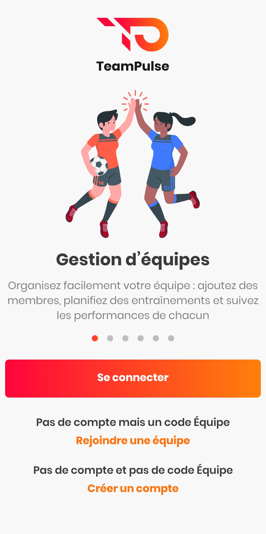 TeamPulse
Gestion d'équipes
Organisez facilement votre équipe : ajoutez des
membres, planifiez des entraînements et suivez
les performances de chacun
Se connecter
Pas de compte mais un code Équipe
Rejoindre une équipe
Pas de compte et pas de code Équipe
Créer un compte